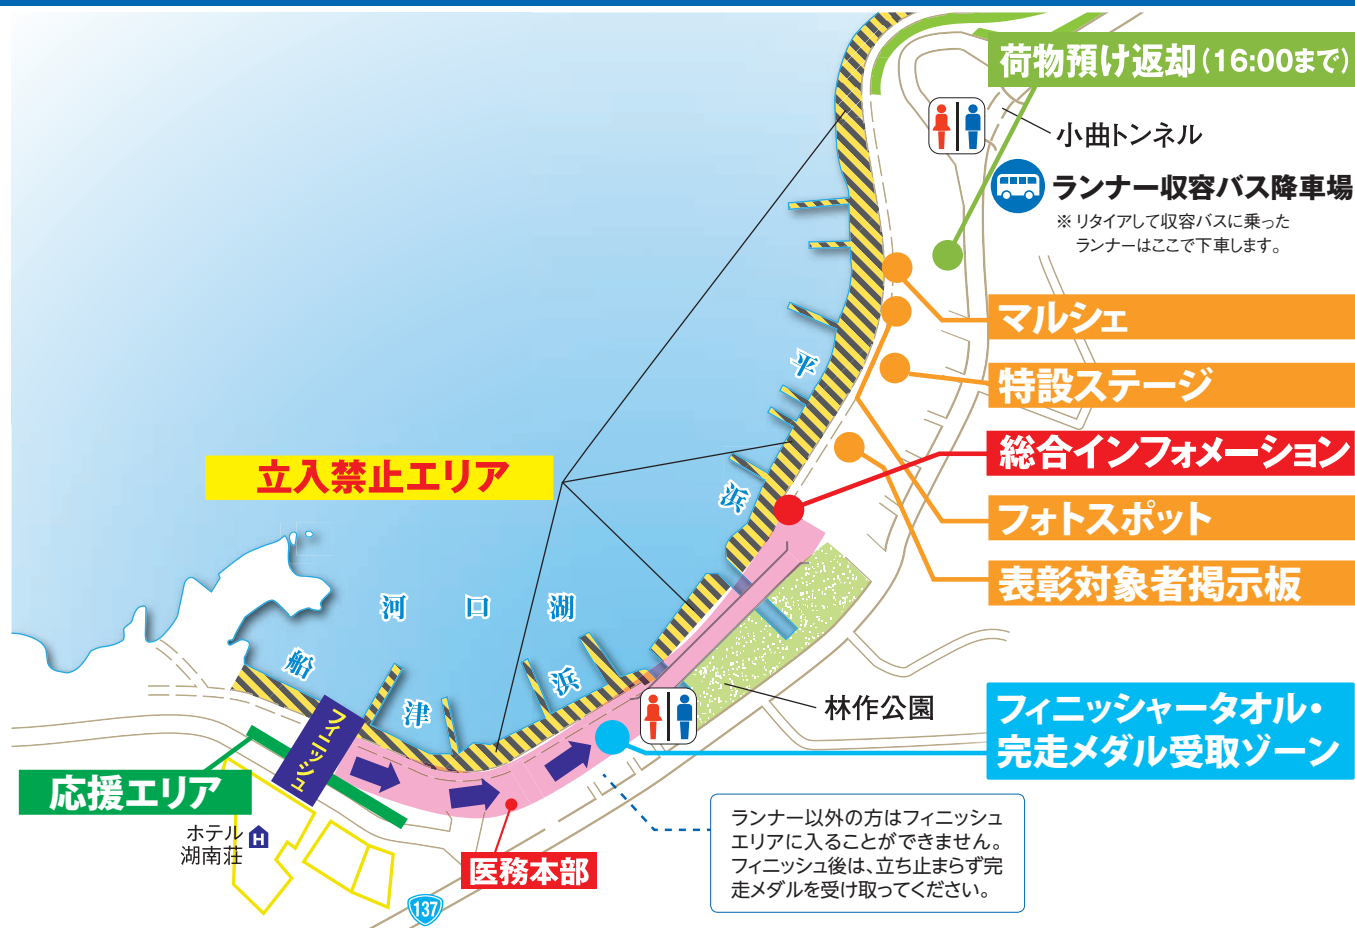 荷物預け返却（16:00まで）
小曲トンネル
ランナー収容バス降車場
※ リタイアして収容バスに乗った
ランナーはここで下車します。
マルシェ
特設ステージ
総合インフォメーション
フォトスポット
表彰対象者掲示板
立入禁止エリア
平
浜
河口湖
船
津
浜
林作公園
フィニッシャータオル・
完走メダル受取ゾーン
フィニッシュ
応援エリア
ホテル
湖南荘
H
医務本部
137
ランナー以外の方はフィニッシュ
エリアに入ることができません。
フィニッシュ後は、立ち止まらず完
走メダルを受け取ってください。